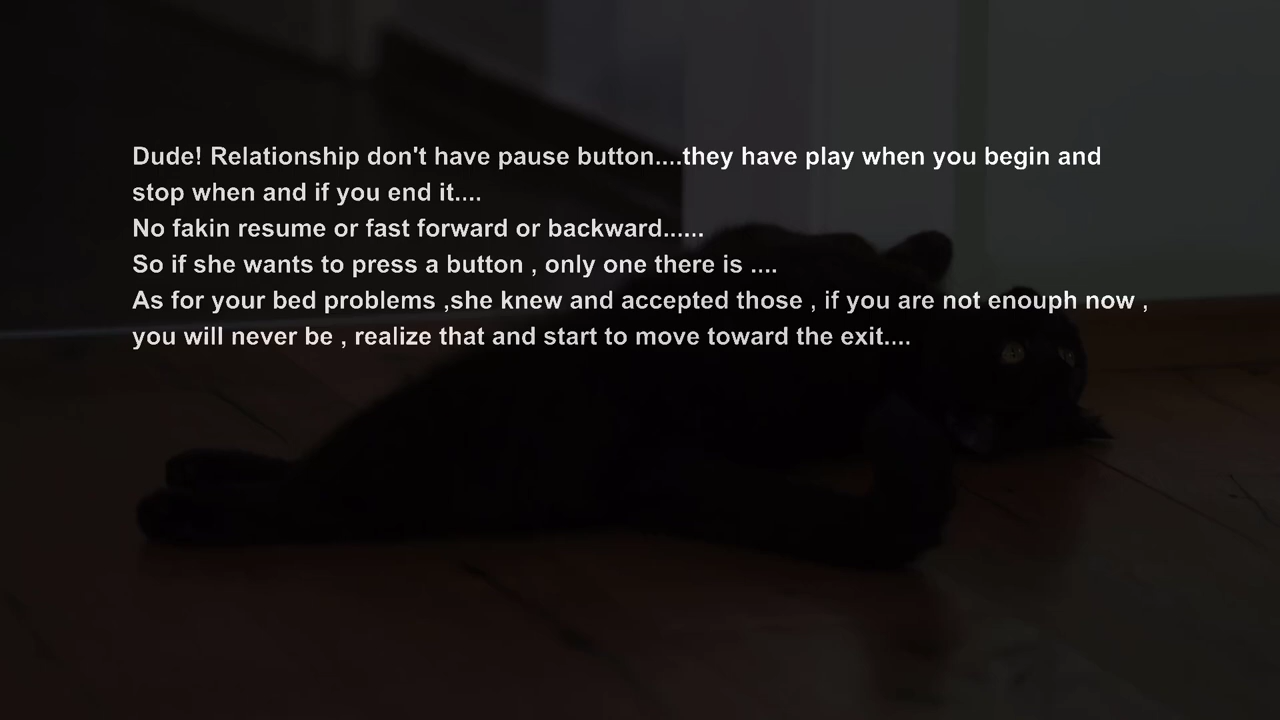 Dude! Relationship don't have pause button....they have play when you begin and
stop when and if you end it....
No fakin resume or fast forward or backward......
So if she wants to press a button , only one there is ....
As for your bed problems ,she knew and accepted those , if you are not enouph now ,
you will never be , realize that and start to move toward the exit....